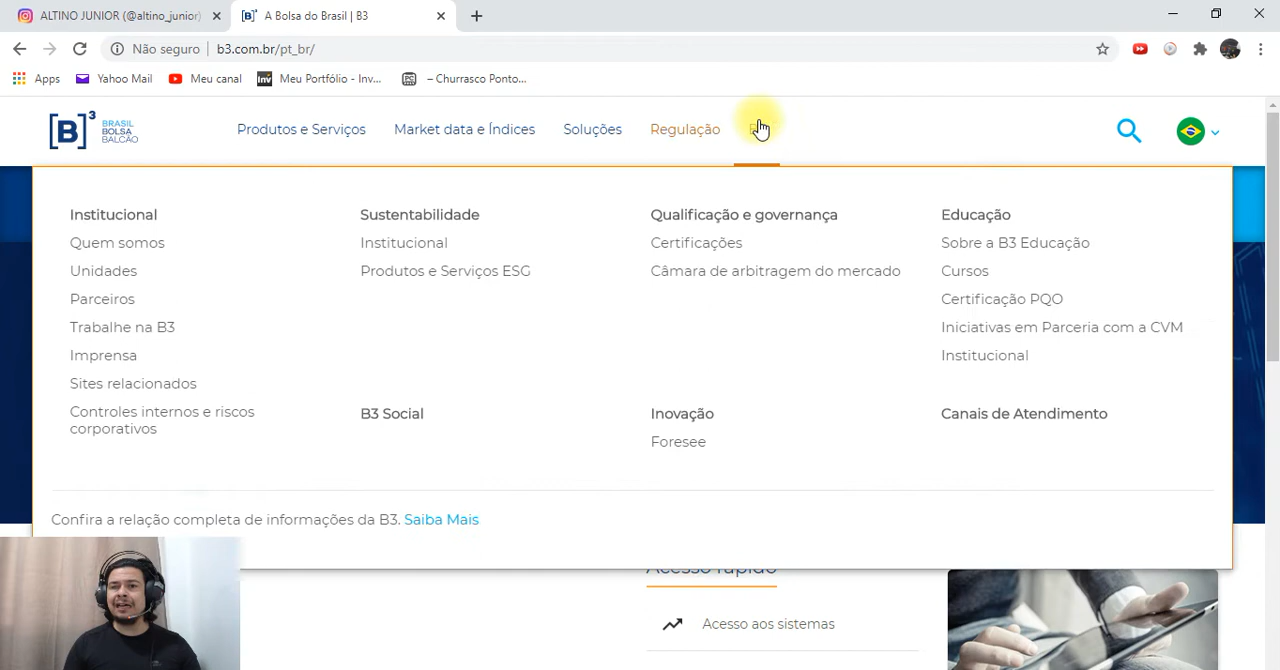 ALTINO JUNIOR (@altino_junior)
A Bolsa do Brasil | B3
Não seguro
b3.com.br/pt_br/
Apps
Yahoo Mail
Meu canal
Meu Portfólio - Inv...
– Churrasco Ponto...
[B]³ BRASIL
BOLSA
BALCÃO
Produtos e Serviços
Market data e Índices
Soluções
Regulação
Institucional
Quem somos
Unidades
Parceiros
Trabalhe na B3
Imprensa
Sites relacionados
Controles internos e riscos
corporativos
Sustentabilidade
Institucional
Produtos e Serviços ESG
B3 Social
Qualificação e governança
Certificações
Câmara de arbitragem do mercado
Inovação
Foresee
Educação
Sobre a B3 Educação
Cursos
Certificação PQO
Iniciativas em Parceria com a CVM
Institucional
Canais de Atendimento
Confira a relação completa de informações da B3. Saiba Mais
Acesso rápido
Acesso aos sistemas